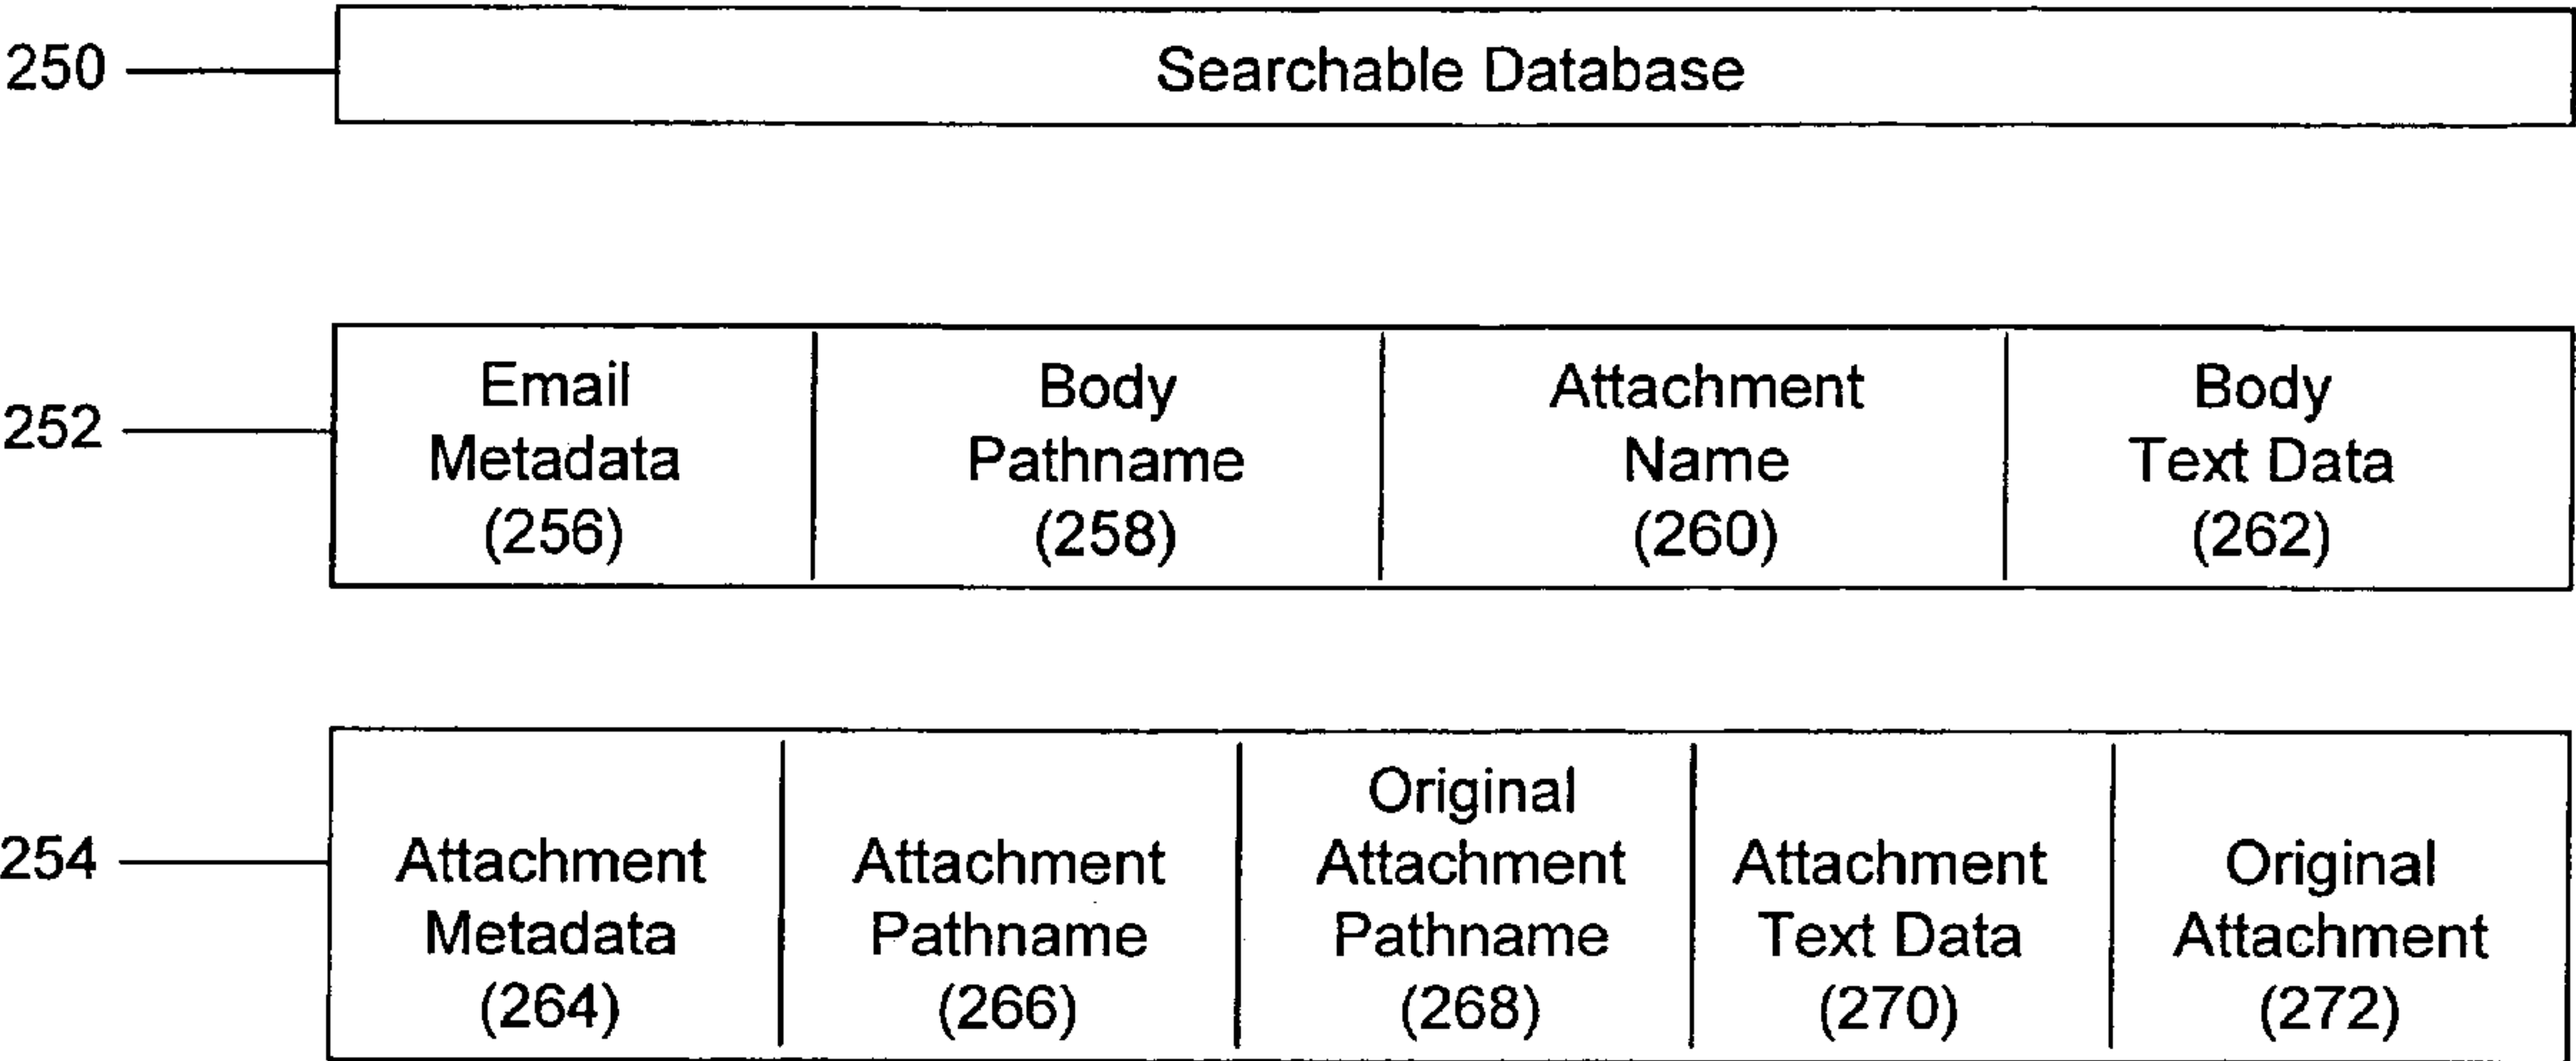 250
Searchable Database
252
Email
Metadata
(256)
Body
Pathname
(258)
Attachment
Name
(260)
Body
Text Data
(262)
254
Attachment
Metadata
(264)
Attachment
Pathname
(266)
Original
Attachment
Pathname
(268)
Attachment
Text Data
(270)
Original
Attachment
(272)